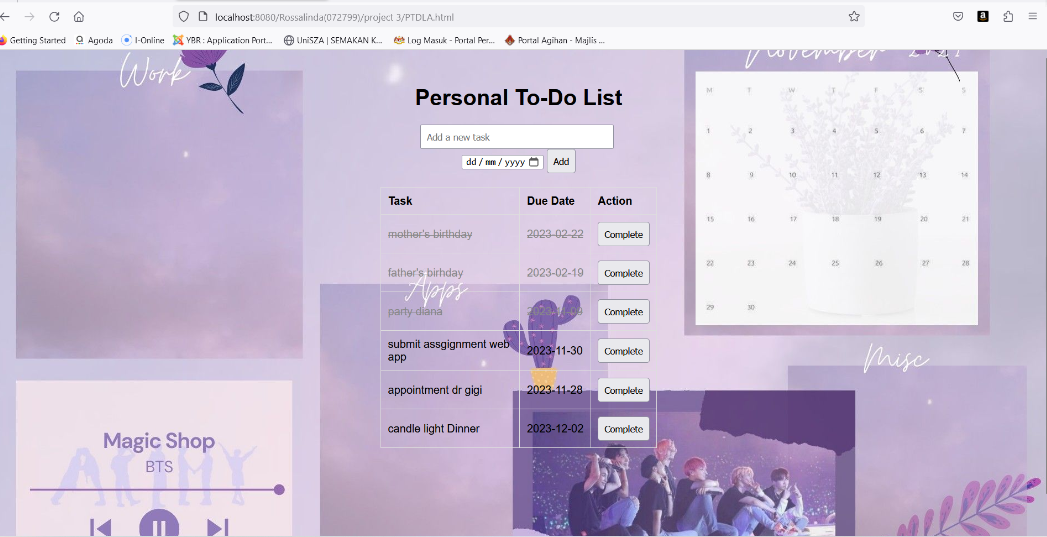 localhost:8080/Rossalinda(072799)/project 3/PTDLA.html
Getting Started
Agoda
I-Online
YBR : Application Port...
UniSZA | SEMAKAN K...
Log Masuk - Portal Per...
Portal Agihan - Majlis ...
Work
November 2021
Personal To-Do List
Add a new task
dd / mm / yyyy Add
Task Due Date Action
mother's birthday 2023-02-22 Complete
father's birhday 2023-02-19 Complete
party diana Complete
submit assgignment web
app 2023-11-30 Complete
appointment dr gigi 2023-11-28 Complete
candle light Dinner 2023-12-02 Complete
M T W T F S S
1 2 3 4 5 6 7
8 9 10 11 12 13 14
15 16 17 18 19 20 21
22 23 24 25 26 27 28
29 30
Apps
Misc
Magic Shop
BTS